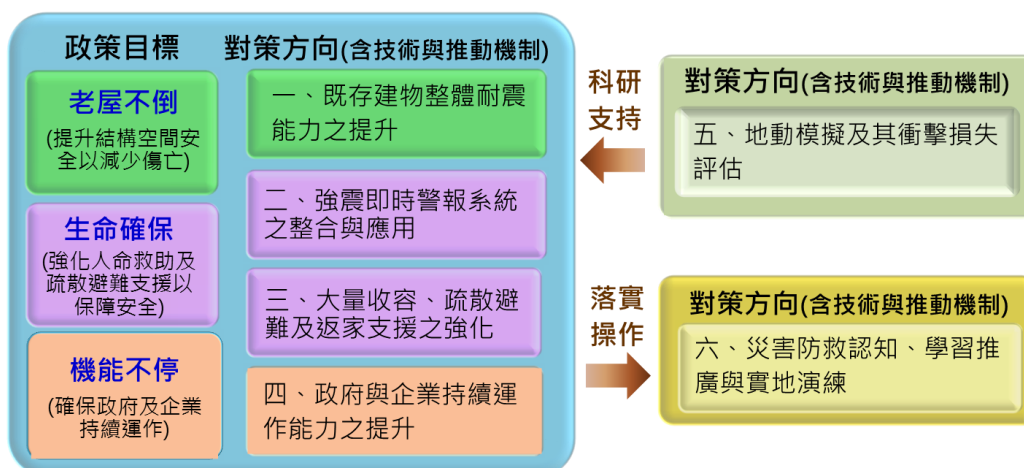 政策目標
老屋不倒
(提升結構空間安
全以減少傷亡)
生命確保
(強化人命救助及
疏散避難支援以
保障安全)
機能不停
(確保政府及企業
持續運作)
對策方向(含技術與推動機制)
一、既存建物整體耐震
能力之提升
二、強震即時警報系統
之整合與應用
三、大量收容、疏散避
難及返家支援之強化
四、政府與企業持續運
作能力之提升
科研
支持
對策方向(含技術與推動機制)
五、地動模擬及其衝擊損失
評估
落實
操作
對策方向(含技術與推動機制)
六、災害防救認知、學習推
廣與實地演練